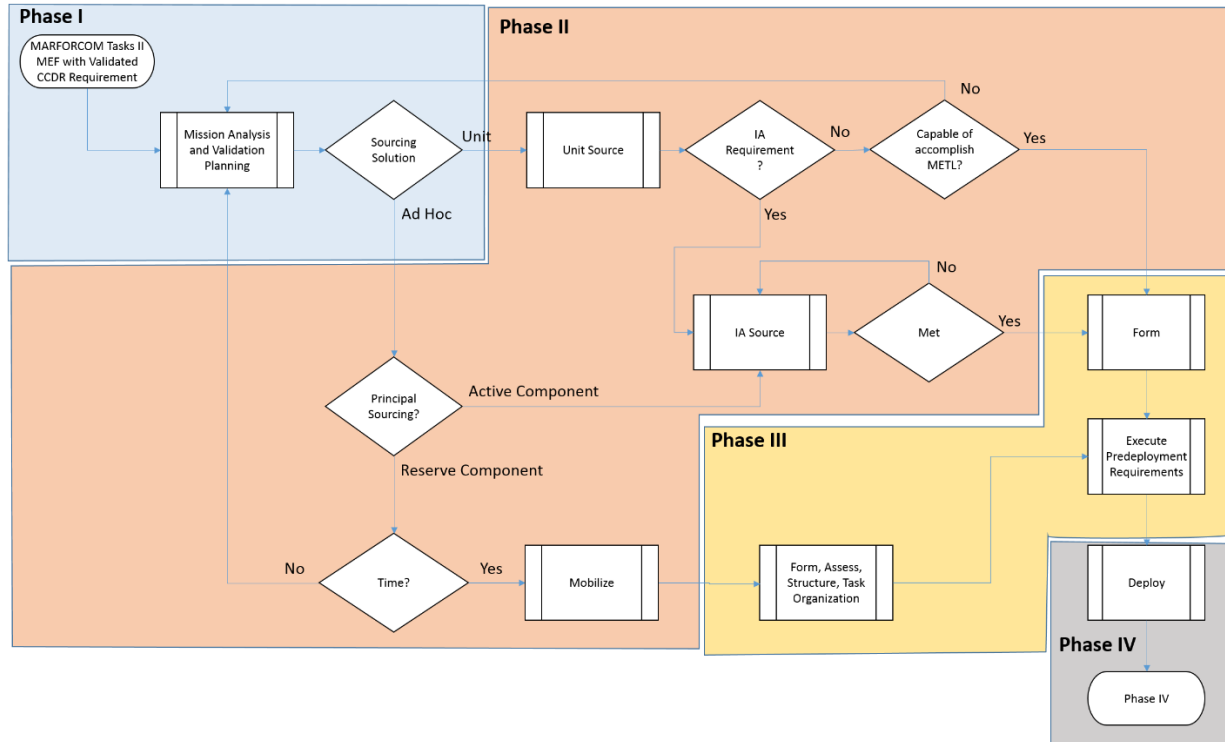 Phase I
Phase II
MARFORCOM Tasks II
MEF with Validated
CCDR Requirement
No
Mission Analysis
and Validation
Planning
Sourcing
Solution
Unit
Unit Source
IA
Requirement
?
No
Capable of
accomplish
METL?
Yes
Ad Hoc
Yes
No
IA Source
Met
Yes
Form
Principal
Sourcing?
Active Component
Phase III
Execute
Predeployment
Requirements
Reserve Component
No
Time?
Yes
Mobilize
Form, Assess,
Structure, Task
Organization
Deploy
Phase IV
Phase IV